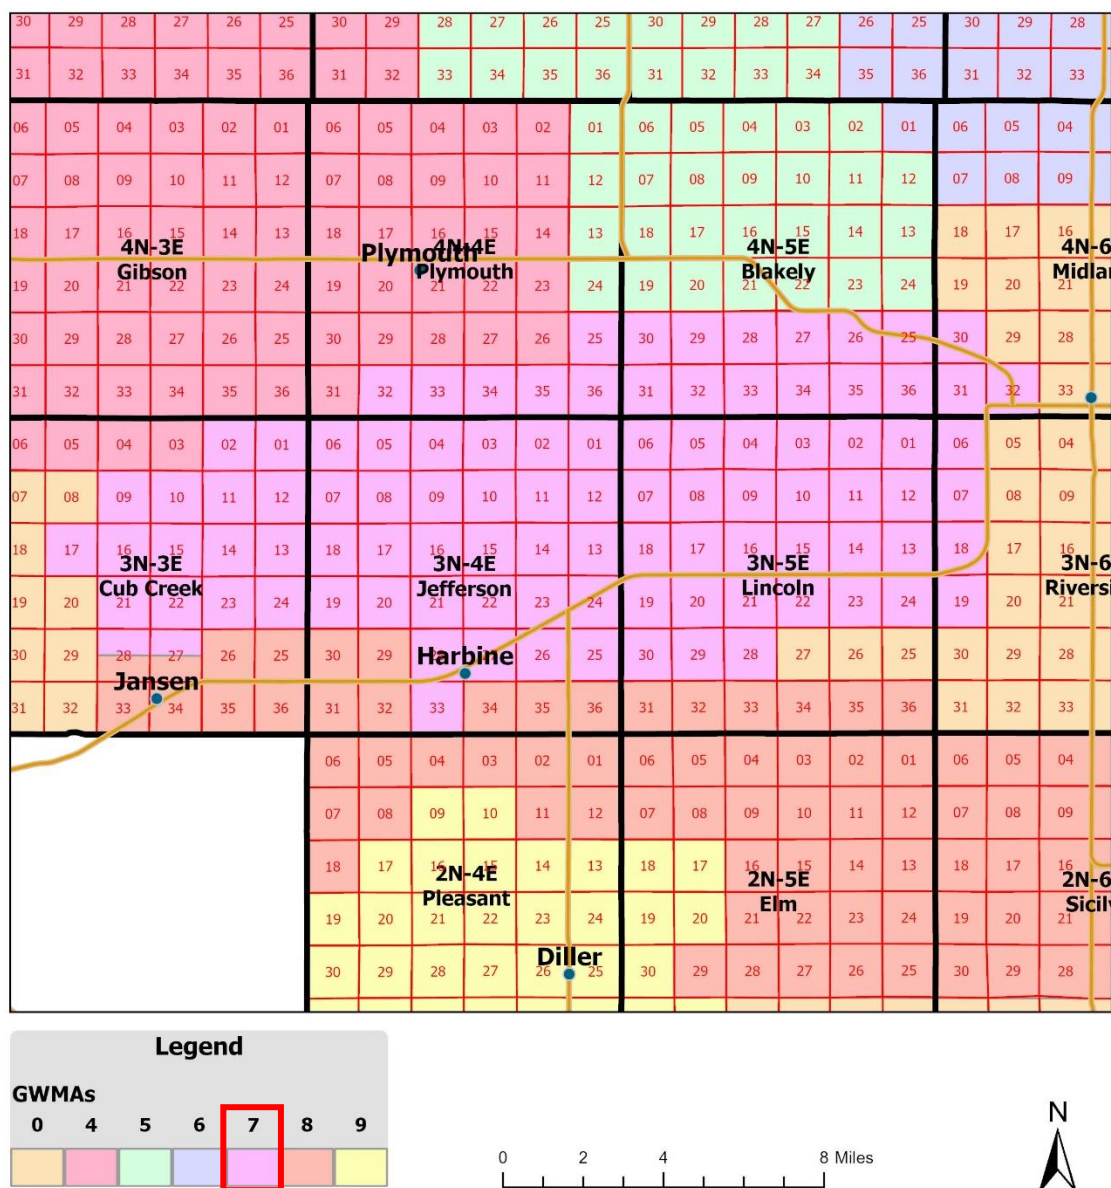 30 29 28 27 26 25 30 29 28 27 26 25 30 29 28 27 26 25 30 29 28
31 32 33 34 35 36 31 32 33 34 35 36 31 32 33 34 35 36 31 32 33
06 05 04 03 02 01 06 05 04 03 02 01 06 05 04 03 02 01 06 05 04
07 08 09 10 11 12 07 08 09 10 11 12 07 08 09 10 11 12 07 08 09
18 17 16 15 14 13 18 17 16 15 14 13 18 17 16 15 14 13 18 17 16
4N-3E Plymouth 4N-4E 4N-5E 4N-6
Gibson Plymouth Blakely Midlan
19 20 21 22 23 24 19 20 21 22 23 24 19 20 21 22 23 24 19 20 21
30 29 28 27 26 25 30 29 28 27 26 25 30 29 28 27 26 25 30 29 28
31 32 33 34 35 36 31 32 33 34 35 36 31 32 33 34 35 36 31 32 33
06 05 04 03 02 01 06 05 04 03 02 01 06 05 04 03 02 01 06 05 04
07 08 09 10 11 12 07 08 09 10 11 12 07 08 09 10 11 12 07 08 09
18 17 16 15 14 13 18 17 16 15 14 13 18 17 16 15 14 13 18 17 16
3N-3E 3N-4E 3N-5E 3N-6
Cub Creek Jefferson Lincoln Riversi
19 20 21 22 23 24 19 20 21 22 23 24 19 20 21 22 23 24 19 20 21
30 29 28 27 26 25 30 29 Harbine 26 25 30 29 28 27 26 25 30 29 28
Jansen
31 32 33 34 35 36 31 32 33 34 35 36 31 32 33 34 35 36 31 32 33
06 05 04 03 02 01 06 05 04 03 02 01 06 05 04
07 08 09 10 11 12 07 08 09 10 11 12 07 08 09
18 17 16 15 14 13 18 17 16 15 14 13 18 17 16
2N-4E 2N-5E 2N-6
Pleasant Elm Sicily
19 20 21 22 23 24 19 20 21 22 23 24 19 20 21
Diller
30 29 28 27 26 25 30 29 28 27 26 25 30 29 28
Legend
GWMAs
0 4 5 6 7 8 9
0 2 4 8 Miles
N